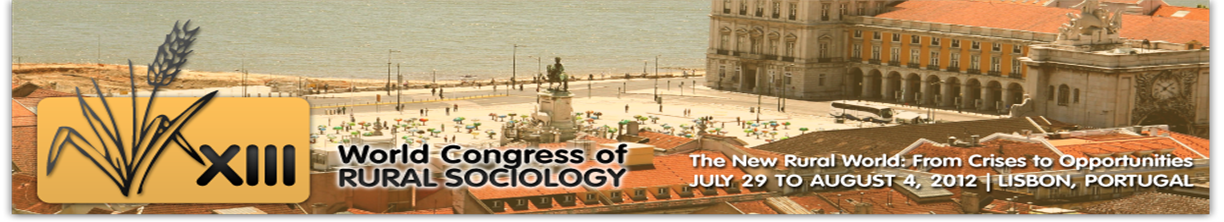 XIII
World Congress of
RURAL SOCIOLOGY
The New Rural World: From Crises to Opportunities
JULY 29 TO AUGUST 4, 2012 | LISBON, PORTUGAL